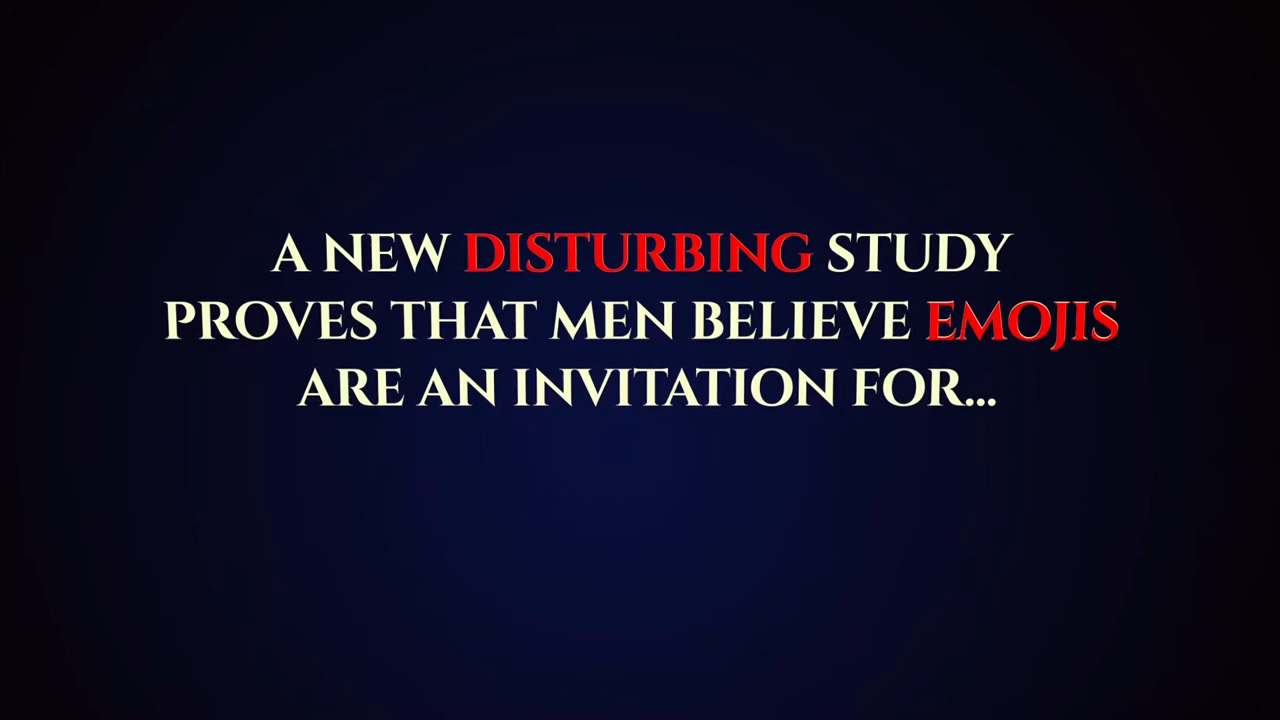 A NEW DISTURBING STUDY
PROVES THAT MEN BELIEVE EMOJIS
ARE AN INVITATION FOR...